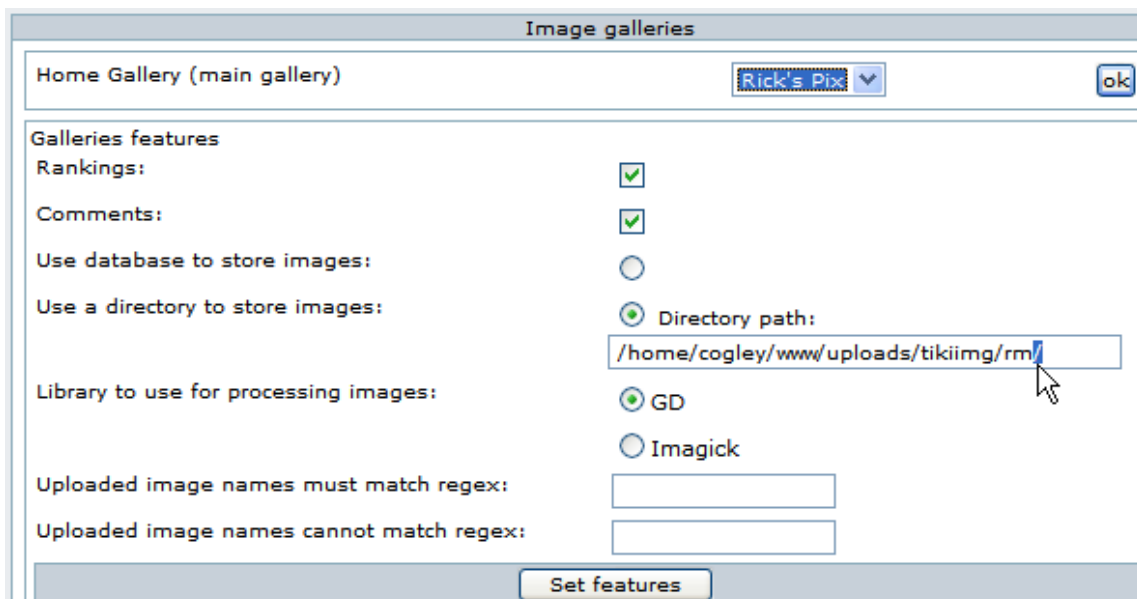 Image galleries
Home Gallery (main gallery) Rick's Pix ok
Galleries features
Rankings:
Comments:
Use database to store images:
Use a directory to store images: Directory path:
/home/cogley/www/uploads/tikiimg/rm/
Library to use for processing images: GD
Imagick
Uploaded image names must match regex:
Uploaded image names cannot match regex:
Set features